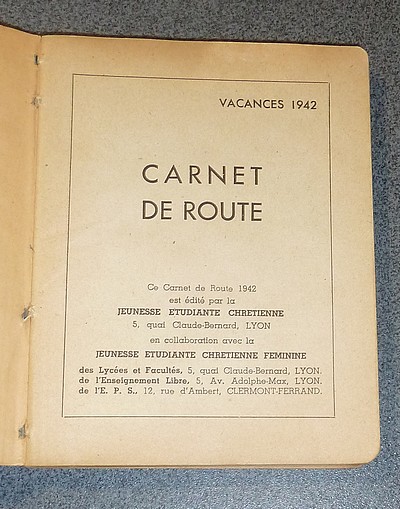 VACANCES 1942
CARNET
DE ROUTE
Ce Carnet de Route 1942
est édité par la
JEUNESSE ETUDIANTE CHRETIENNE
5, quai Claude-Bernard, LYON
en collaboration avec la
JEUNESSE ETUDIANTE CHRETIENNE FEMININE
des Lycées et Facultés, 5, quai Claude-Bernard, LYON.
de l'Enseignement Libre, 5, Av. Adolphe-Max, LYON.
de l'E. P. S., 12, rue d'Ambert, CLERMONT-FERRAND.